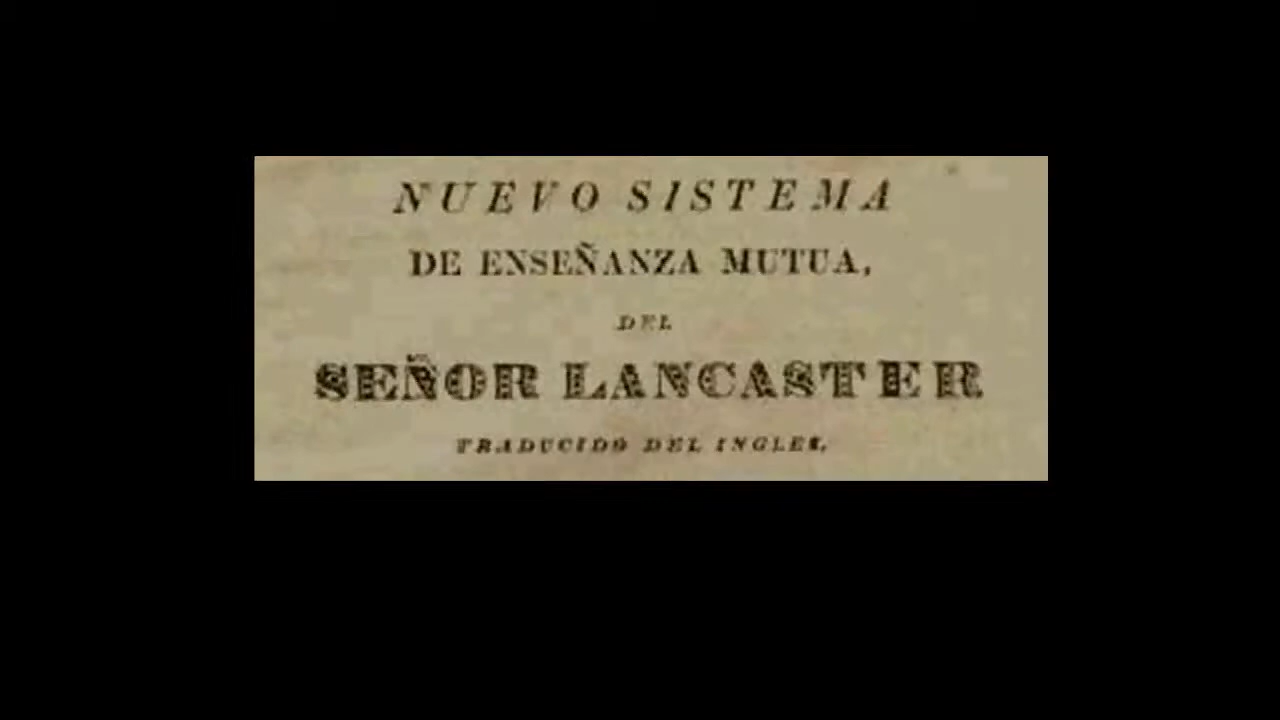 NUEVO SISTEMA
DE ENSEÑANZA MUTUA,
DEL
SEÑOR LANCASTER
TRADUCIDO DEL INGLES.